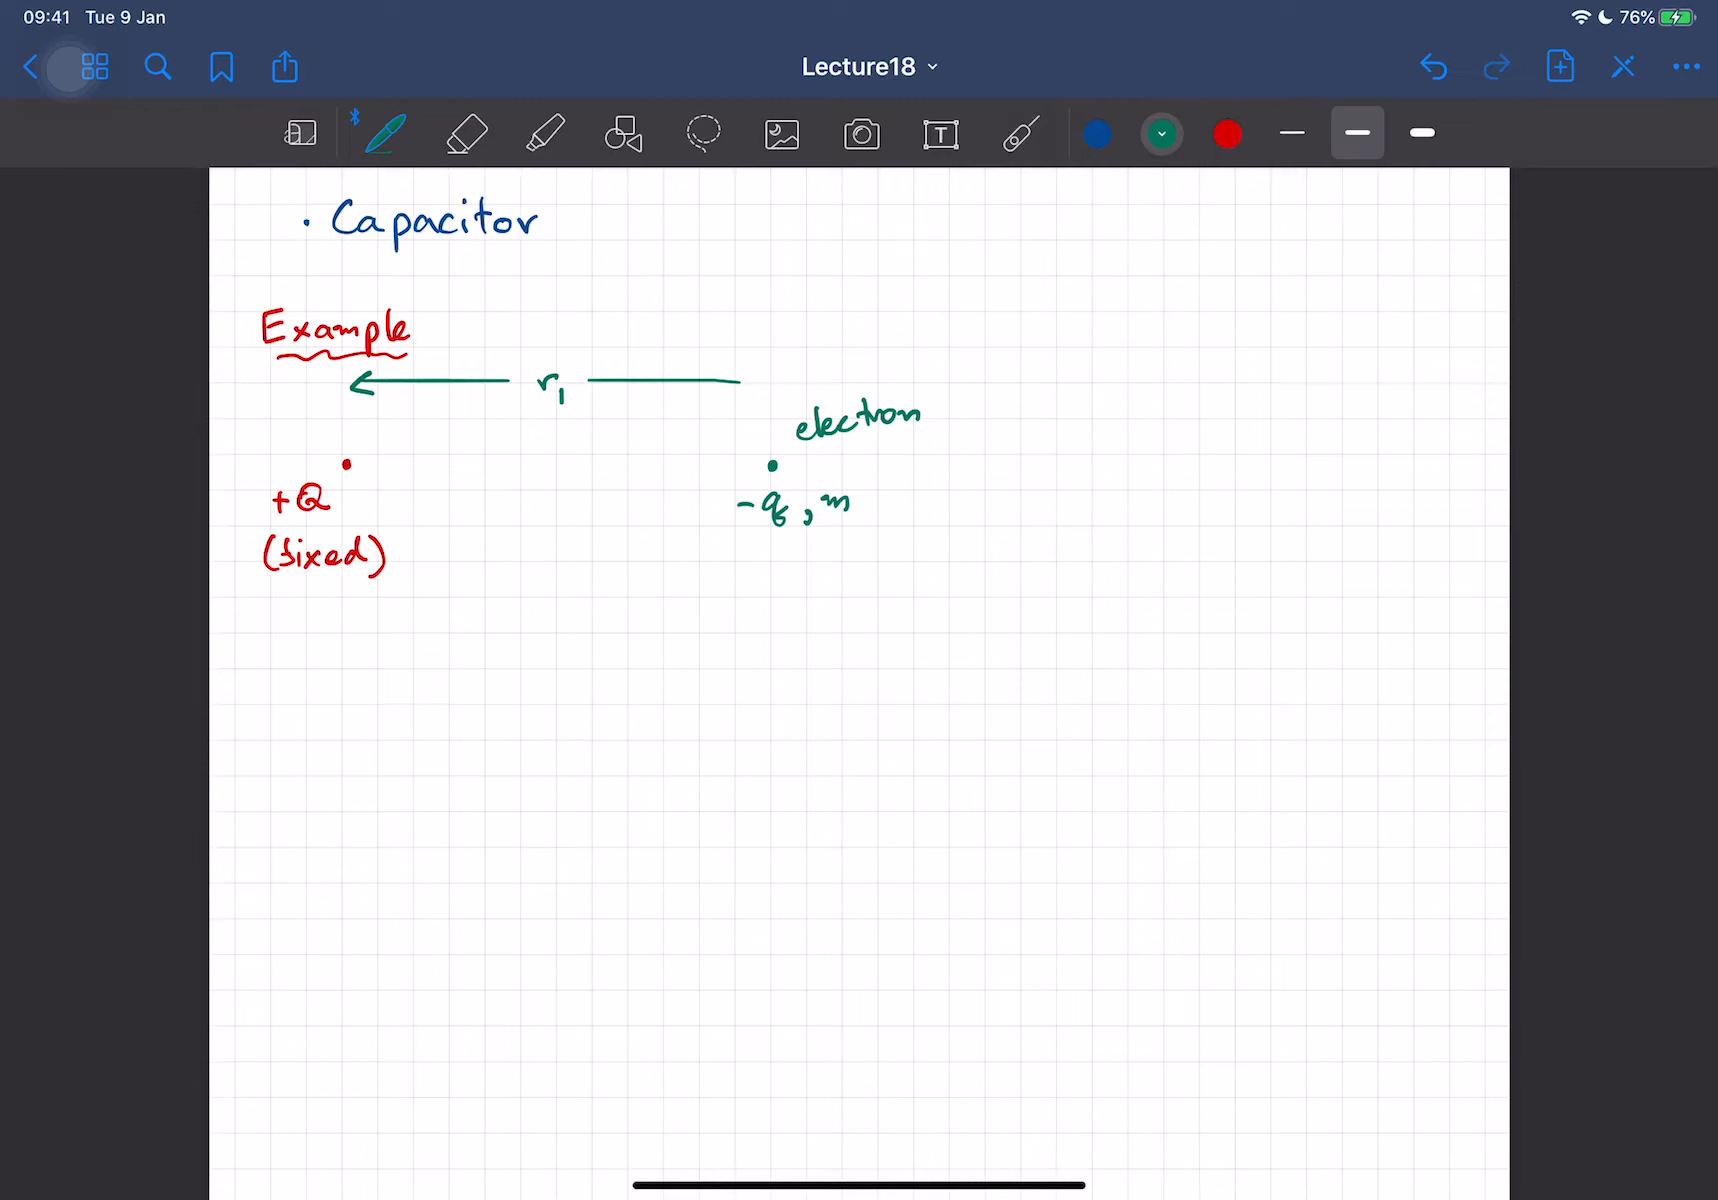 09:41 Tue 9 Jan
76%
Lecture18
T
· Capacitor
Example
r₁
electron
+Q
-q, m
(fixed)